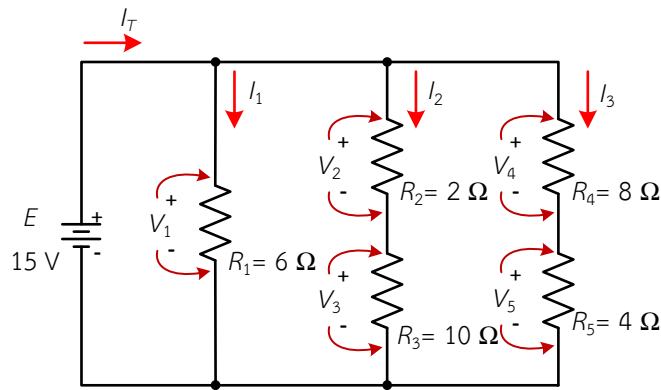 I_T
I_1
I_2
I_3
+
V_1
-
+
V_2
-
+
V_4
-
R_2= 2 Ω
R_4= 8 Ω
E
+
-
15 V
R_1= 6 Ω
+
V_3
-
+
V_5
-
R_3= 10 Ω
R_5= 4 Ω